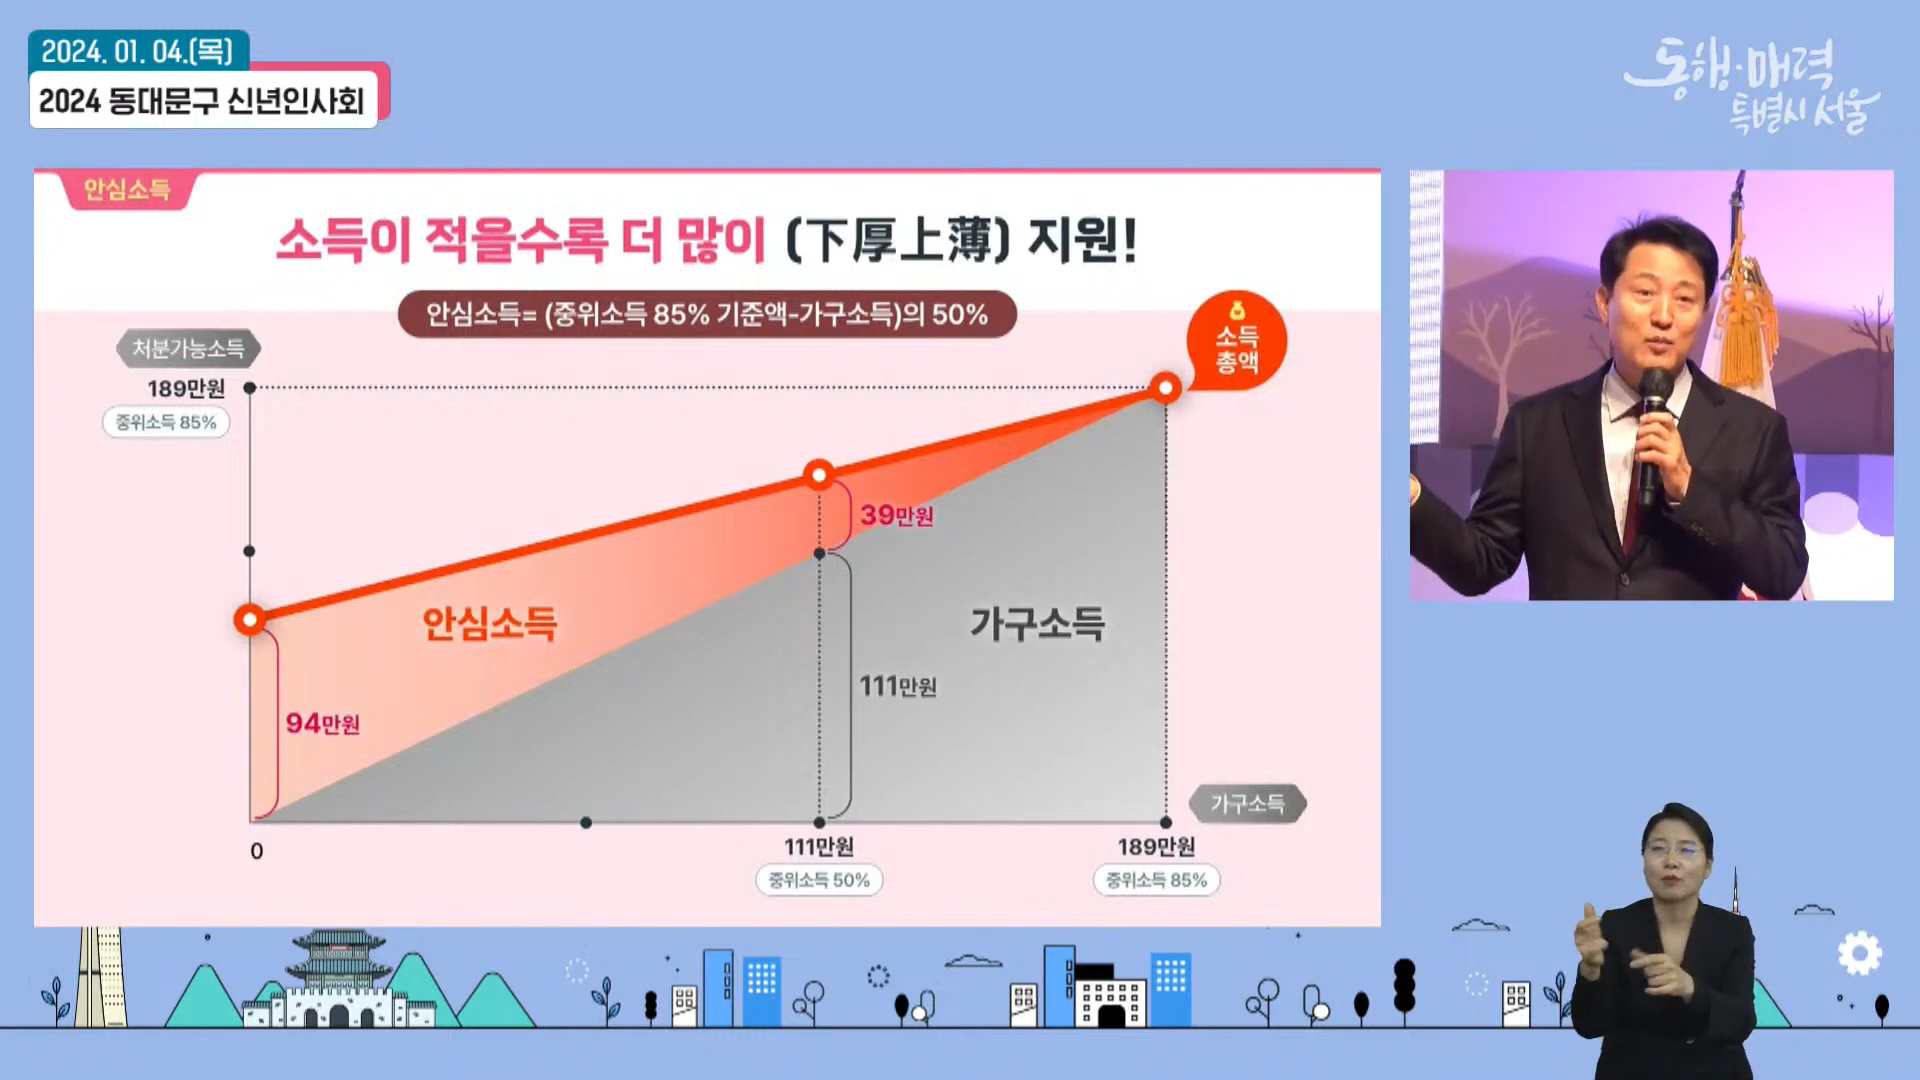 2024. 01. 04.(목)
2024 동대문구 신년인사회
동행·매력
특별시 서울
안심소득
소득이 적을수록 더 많이 (下厚上薄) 지원!
안심소득= (중위소득 85% 기준액-가구소득)의 50%
처분가능소득
189만원
중위소득 85%
소득
총액
39만원
안심소득
가구소득
111만원
94만원
가구소득
0
111만원
189만원
중위소득 50%
중위소득 85%